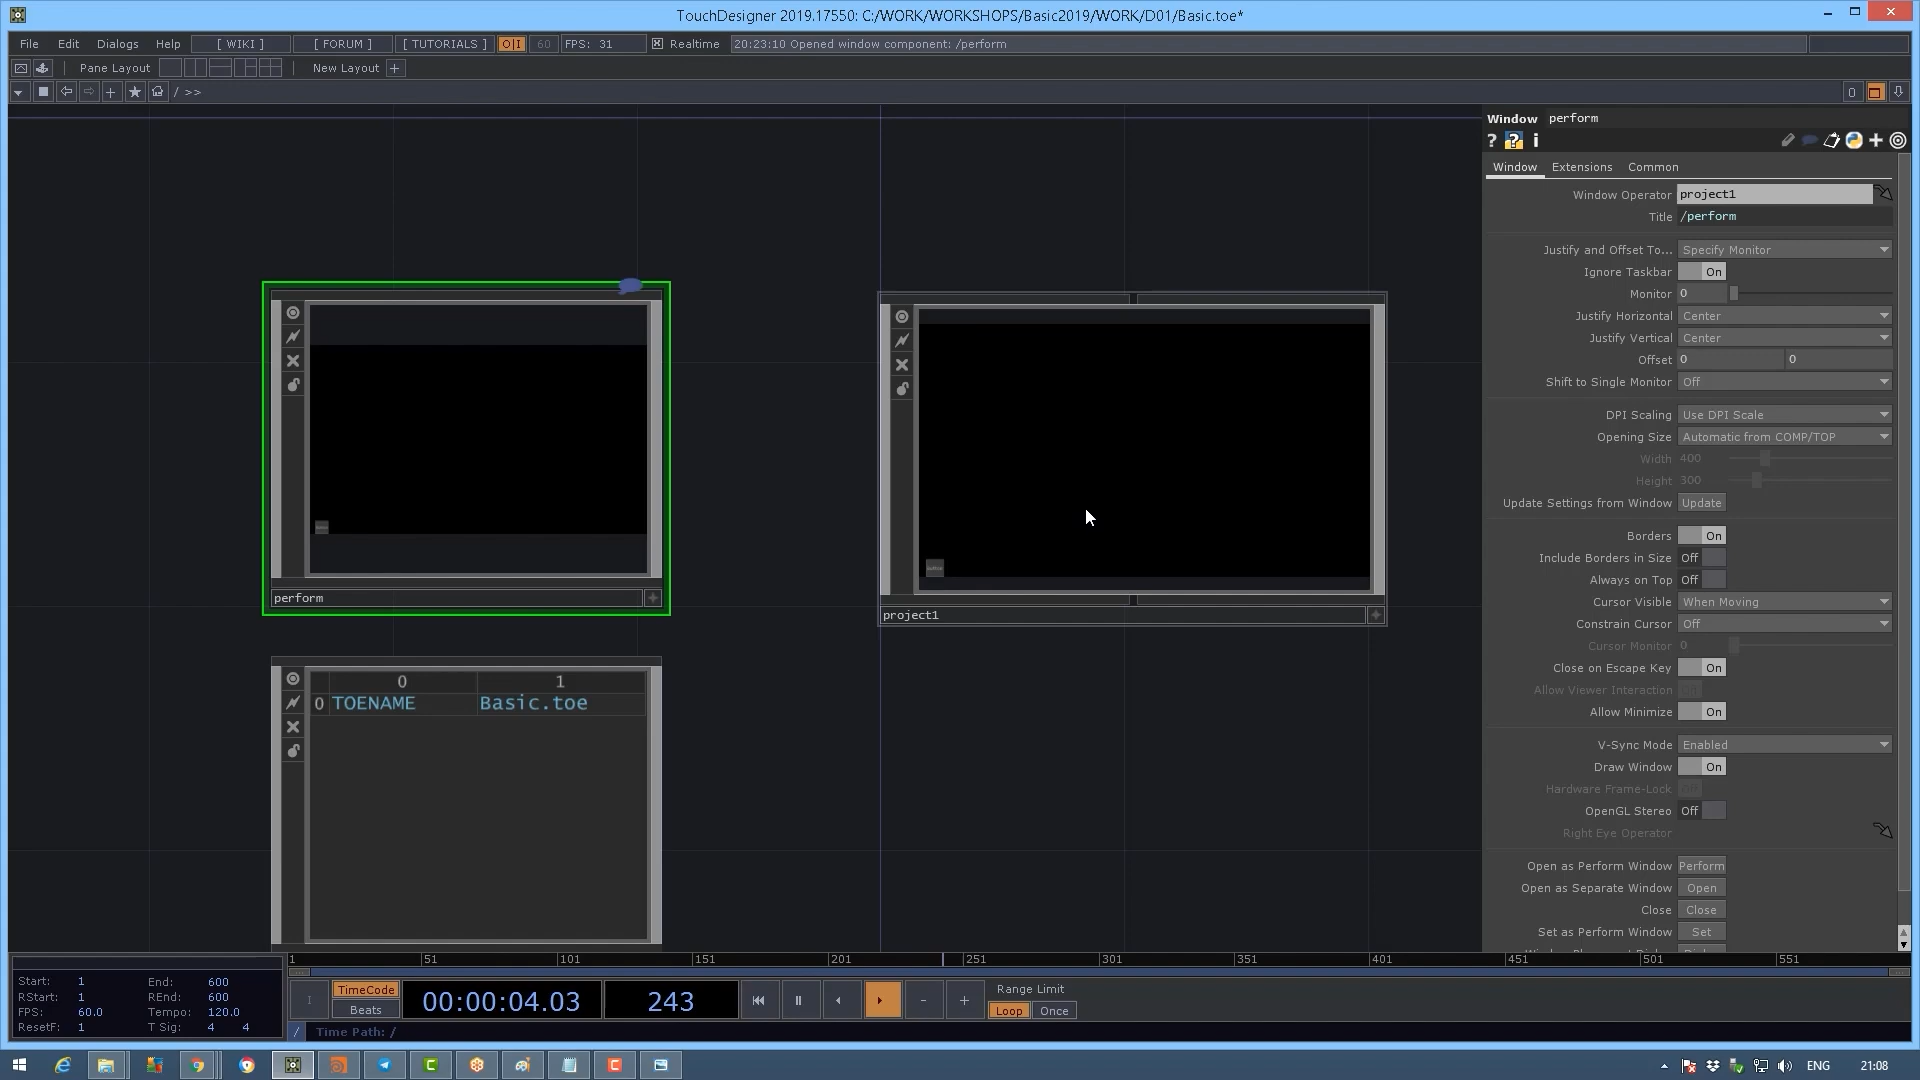 TouchDesigner 2019.17550: C:/WORK/WORKSHOPS/Basic2019/WORK/D01/Basic.toe*
File Edit Dialogs Help [ WIKI ] [ FORUM ] [ TUTORIALS ] O|I 60 FPS: 31 Realtime 20:23:10 Opened window component: /perform
Pane Layout New Layout +
/ >> 0
Window perform
? ? i
Window Extensions Common
Window Operator project1
Title /perform
Justify and Offset To... Specify Monitor
Ignore Taskbar On
Monitor 0
Justify Horizontal Center
Justify Vertical Center
Offset 0 0
Shift to Single Monitor Off
DPI Scaling Use DPI Scale
Opening Size Automatic from COMP/TOP
Width 400
Height 300
Update Settings from Window Update
Borders On
Include Borders in Size Off
Always on Top Off
Cursor Visible When Moving
Constrain Cursor Off
Cursor Monitor 0
Close on Escape Key On
Allow Viewer Interaction
Allow Minimize On
V-Sync Mode Enabled
Draw Window On
Hardware Frame-Lock
OpenGL Stereo Off
Right Eye Operator
Open as Perform Window Perform
Open as Separate Window Open
Close Close
Set as Perform Window Set
perform
project1
0 1
0 TOENAME Basic.toe
1 51 101 151 201 251 301 351 401 451 501 551
Start: 1 End: 600
RStart: 1 REnd: 600
FPS: 60.0 Tempo: 120.0
ResetF: 1 T Sig: 4 4
TimeCode
Beats
00:00:04.03
243
Range Limit
Loop Once
/ Time Path: /
ENG 21:08